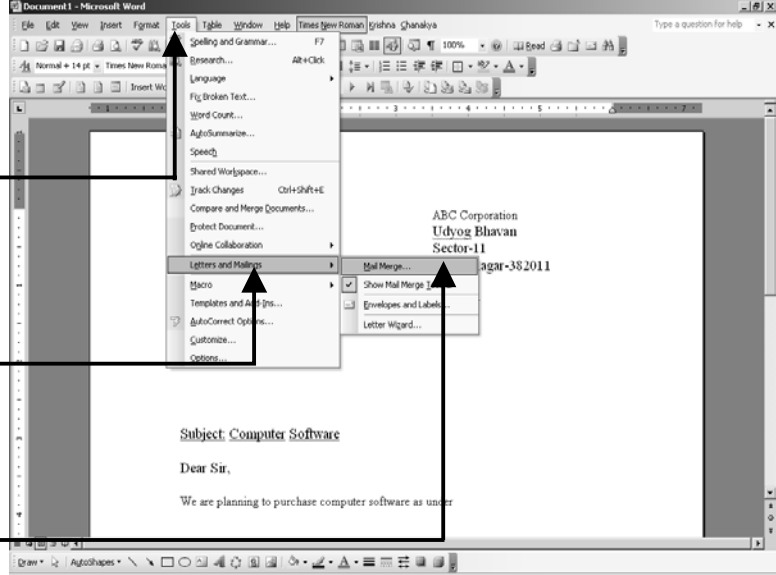 Document1 - Microsoft Word
File Edit View Insert Format Tools Table Window Help Times New Roman Krishna Chanakya Type a question for help
100% Read
Normal + 14 pt Times New Roma
Insert Wo
Spelling and Grammar... F7
Research... Alt+Click
Language
Fix Broken Text...
Word Count...
AutoSummarize...
Speech
Shared Workspace...
Track Changes Ctrl+Shift+E
Compare and Merge Documents...
Protect Document...
Online Collaboration
Letters and Mailings
Macro
Templates and Add-Ins...
AutoCorrect Options...
Customize...
Options...
Mail Merge...
Show Mail Merge T
Envelopes and Labels...
Letter Wizard...
ABC Corporation
Udyog Bhavan
Sector-11
agar-382011
Subject: Computer Software
Dear Sir,
We are planning to purchase computer software as under
Draw AutoShapes